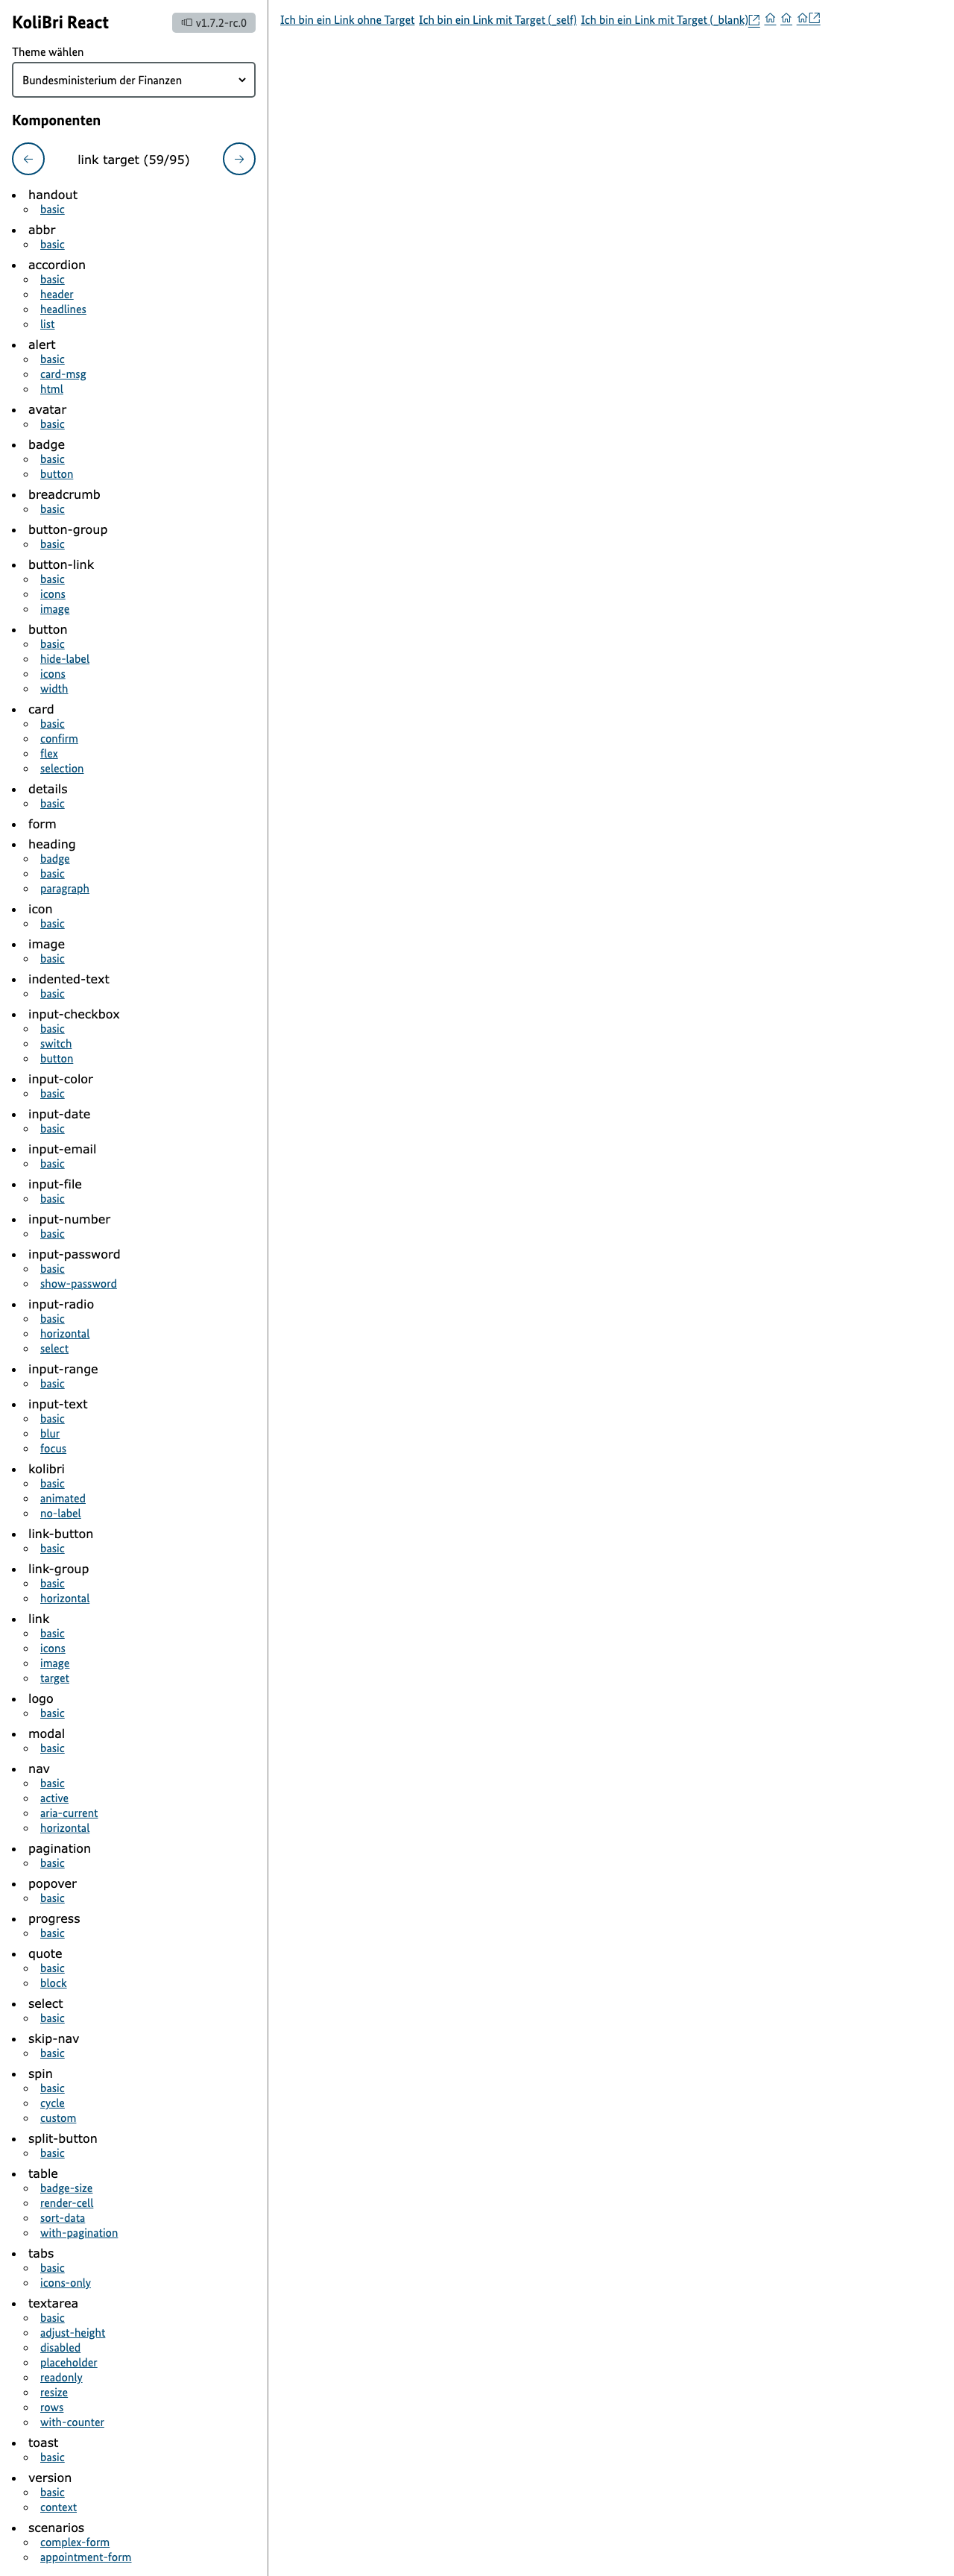 KoliBri React
v1.7.2-rc.0
Theme wählen
Bundesministerium der Finanzen
Komponenten
link target (59/95)
handout
basic
abbr
basic
accordion
basic
header
headlines
list
alert
basic
card-msg
html
avatar
basic
badge
basic
button
breadcrumb
basic
button-group
basic
button-link
basic
icons
image
button
basic
hide-label
icons
width
card
basic
confirm
flex
selection
details
basic
form
heading
badge
basic
paragraph
icon
basic
image
basic
indented-text
basic
input-checkbox
basic
switch
button
input-color
basic
input-date
basic
input-email
basic
input-file
basic
input-number
basic
input-password
basic
show-password
input-radio
basic
horizontal
select
input-range
basic
input-text
basic
blur
focus
kolibri
basic
animated
no-label
link-button
basic
link-group
basic
horizontal
link
basic
icons
image
target
logo
basic
modal
basic
nav
basic
active
aria-current
horizontal
pagination
basic
popover
basic
progress
basic
quote
basic
block
select
basic
skip-nav
basic
spin
basic
cycle
custom
split-button
basic
table
badge-size
render-cell
sort-data
with-pagination
tabs
basic
icons-only
textarea
basic
adjust-height
disabled
placeholder
readonly
resize
rows
with-counter
toast
basic
version
basic
context
scenarios
complex-form
appointment-form
Ich bin ein Link ohne Target Ich bin ein Link mit Target (_self) Ich bin ein Link mit Target (_blank)